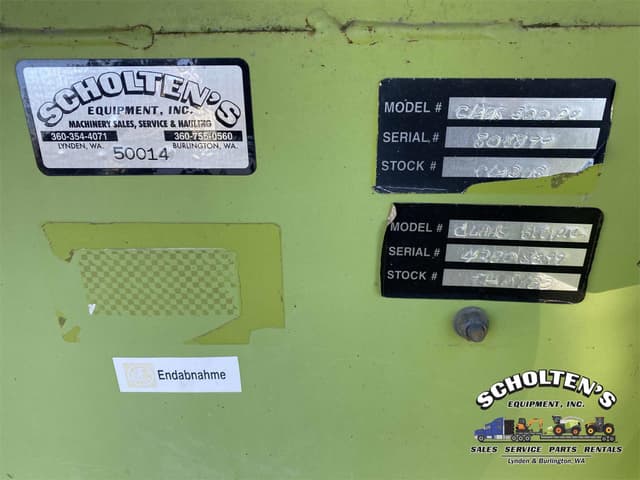 SCHOLTEN'S
EQUIPMENT, INC.
MACHINERY SALES, SERVICE & HAULING
360-354-4071 360-755-0560
LYNDEN, WA. 50014 BURLINGTON, WA.
MODEL #
SERIAL #
STOCK #
MODEL #
SERIAL #
STOCK #
Endabnahme
SCHOLTEN'S
EQUIPMENT, INC.
SALES SERVICE PARTS RENTALS
Lynden & Burlington, WA